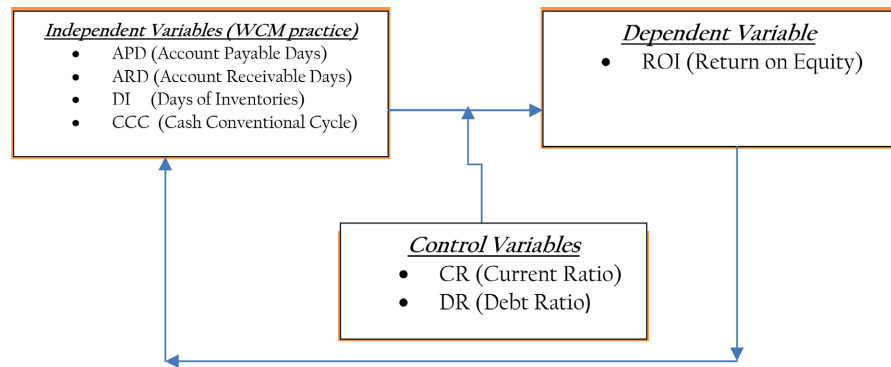 Independent Variables (WCM practice)
• APD (Account Payable Days)
• ARD (Account Receivable Days)
• DI (Days of Inventories)
• CCC (Cash Conventional Cycle)
Dependent Variable
• ROI (Return on Equity)
Control Variables
• CR (Current Ratio)
• DR (Debt Ratio)